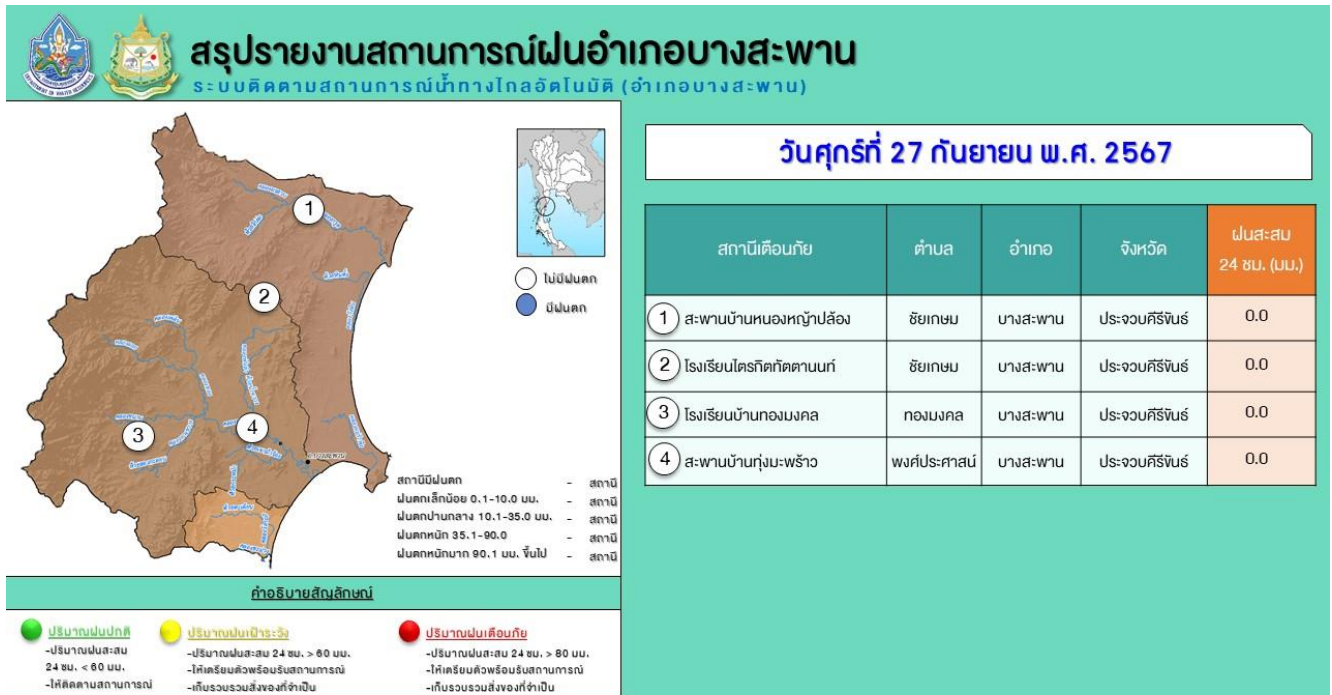 สรุปรายงานสถานการณ์ฝนอำเภอบางสะพาน
ระบบติดตามสถานการณ์น้ำทางไกลอัตโนมัติ (อำเภอบางสะพาน)
1
2
3
4
ไม่มีฝนตก
มีฝนตก
สถานีมีฝนตก - สถานี
ฝนตกเล็กน้อย 0.1-10.0 มม. - สถานี
ฝนตกปานกลาง 10.1-35.0 มม. - สถานี
ฝนตกหนัก 35.1-90.0 - สถานี
ฝนตกหนักมาก 90.1 มม. ขึ้นไป - สถานี
คำอธิบายสัญลักษณ์
ปริมาณฝนปกติ
-ปริมาณฝนสะสม
24 ชม. < 60 มม.
-ให้ติดตามสถานการณ์
ปริมาณฝนเฝ้าระวัง
-ปริมาณฝนสะสม 24 ชม. > 60 มม.
-ให้เตรียมตัวพร้อมรับสถานการณ์
-เก็บรวบรวมสิ่งของที่จำเป็น
ปริมาณฝนเตือนภัย
-ปริมาณฝนสะสม 24 ชม. > 80 มม.
-ให้เตรียมตัวพร้อมรับสถานการณ์
-เก็บรวบรวมสิ่งของที่จำเป็น
วันศุกร์ที่ 27 กันยายน พ.ศ. 2567
สถานีเตือนภัย ตำบล อำเภอ จังหวัด ฝนสะสม
24 ชม. (มม.)
1 สะพานบ้านหนองหญ้าปล้อง ชัยเกษม บางสะพาน ประจวบคีรีขันธ์ 0.0
2 โรงเรียนไตรกิตทัตตานนท์ ชัยเกษม บางสะพาน ประจวบคีรีขันธ์ 0.0
3 โรงเรียนบ้านทองมงคล ทองมงคล บางสะพาน ประจวบคีรีขันธ์ 0.0
4 สะพานบ้านทุ่งมะพร้าว พงศ์ประศาสน์ บางสะพาน ประจวบคีรีขันธ์ 0.0